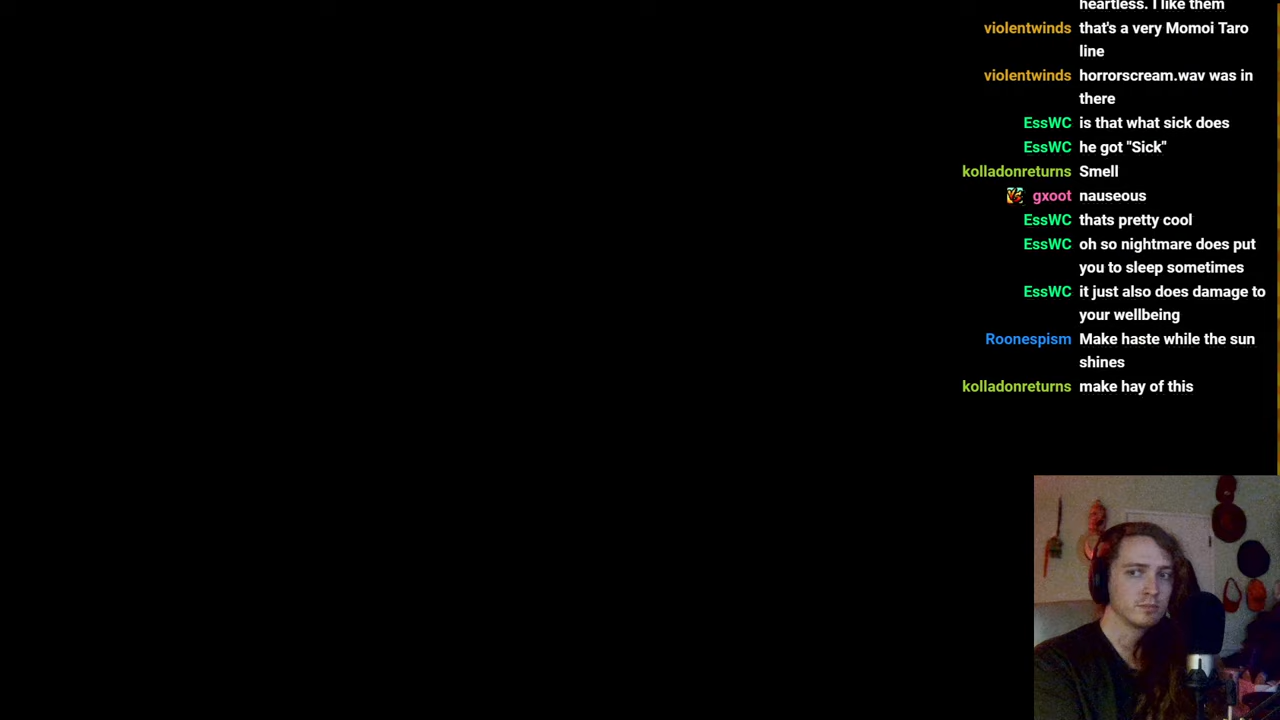 heartless. I like them
violentwinds that's a very Momoi Taro
line
violentwinds horrorscream.wav was in
there
EssWC is that what sick does
EssWC he got "Sick"
kolladonreturns Smell
gxoot nauseous
EssWC thats pretty cool
EssWC oh so nightmare does put
you to sleep sometimes
EssWC it just also does damage to
your wellbeing
Roonespism Make haste while the sun
shines
kolladonreturns make hay of this